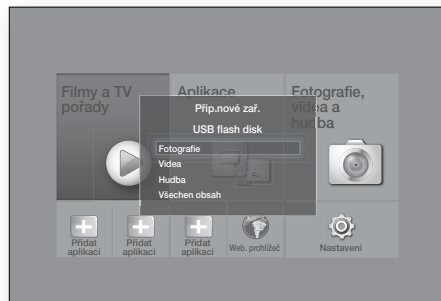 Filmy a TV
pořady
Aplikace
Fotografie,
videa a
hudba
Přip.nové zař.
USB flash disk
Fotografie
Videa
Hudba
Všechen obsah
Přidat
aplikaci
Přidat
aplikaci
Přidat
aplikaci
Web. prohlížeč
Nastavení